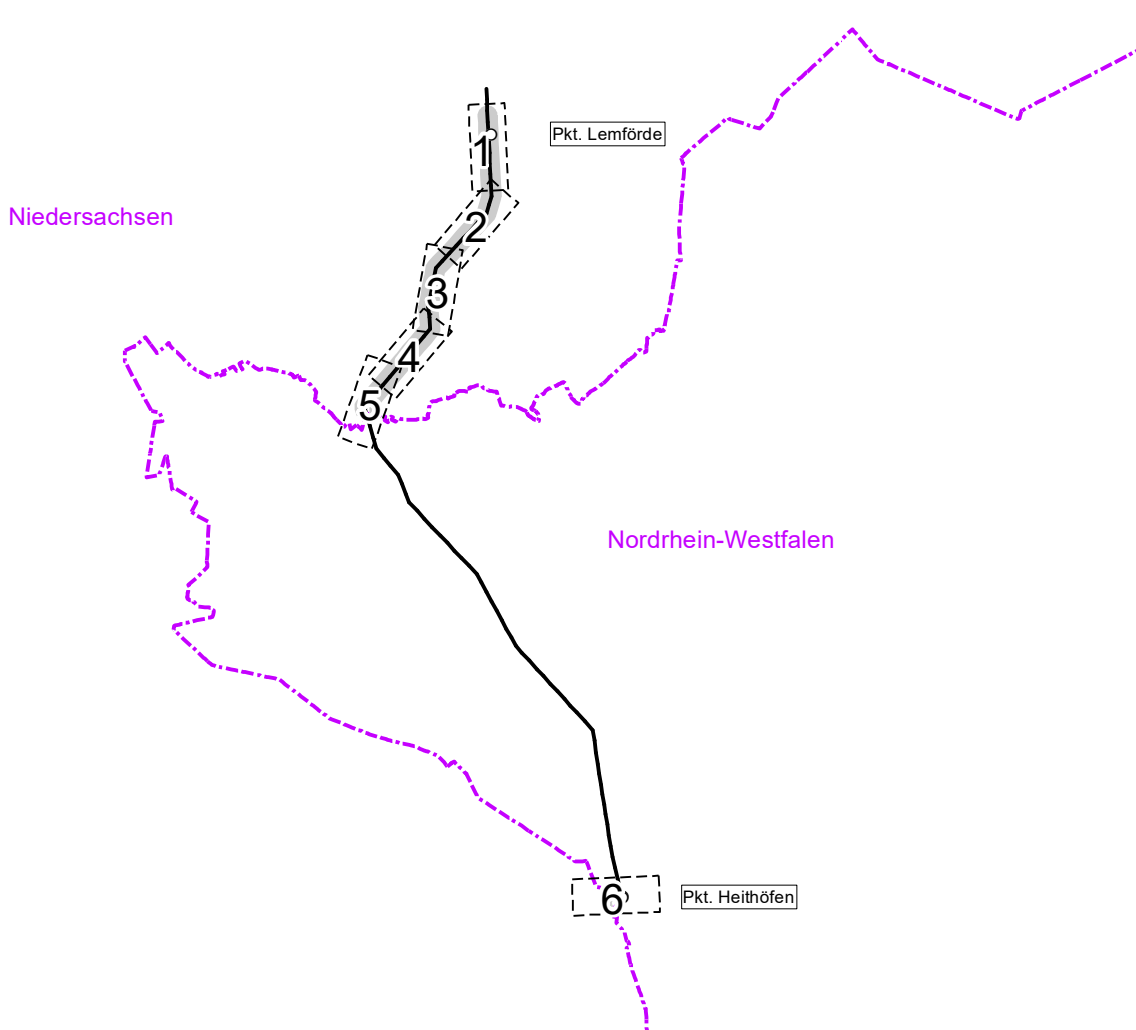 Pkt. Lemförde
1
Niedersachsen
2
3
4
5
Nordrhein-Westfalen
6
Pkt. Heithöfen